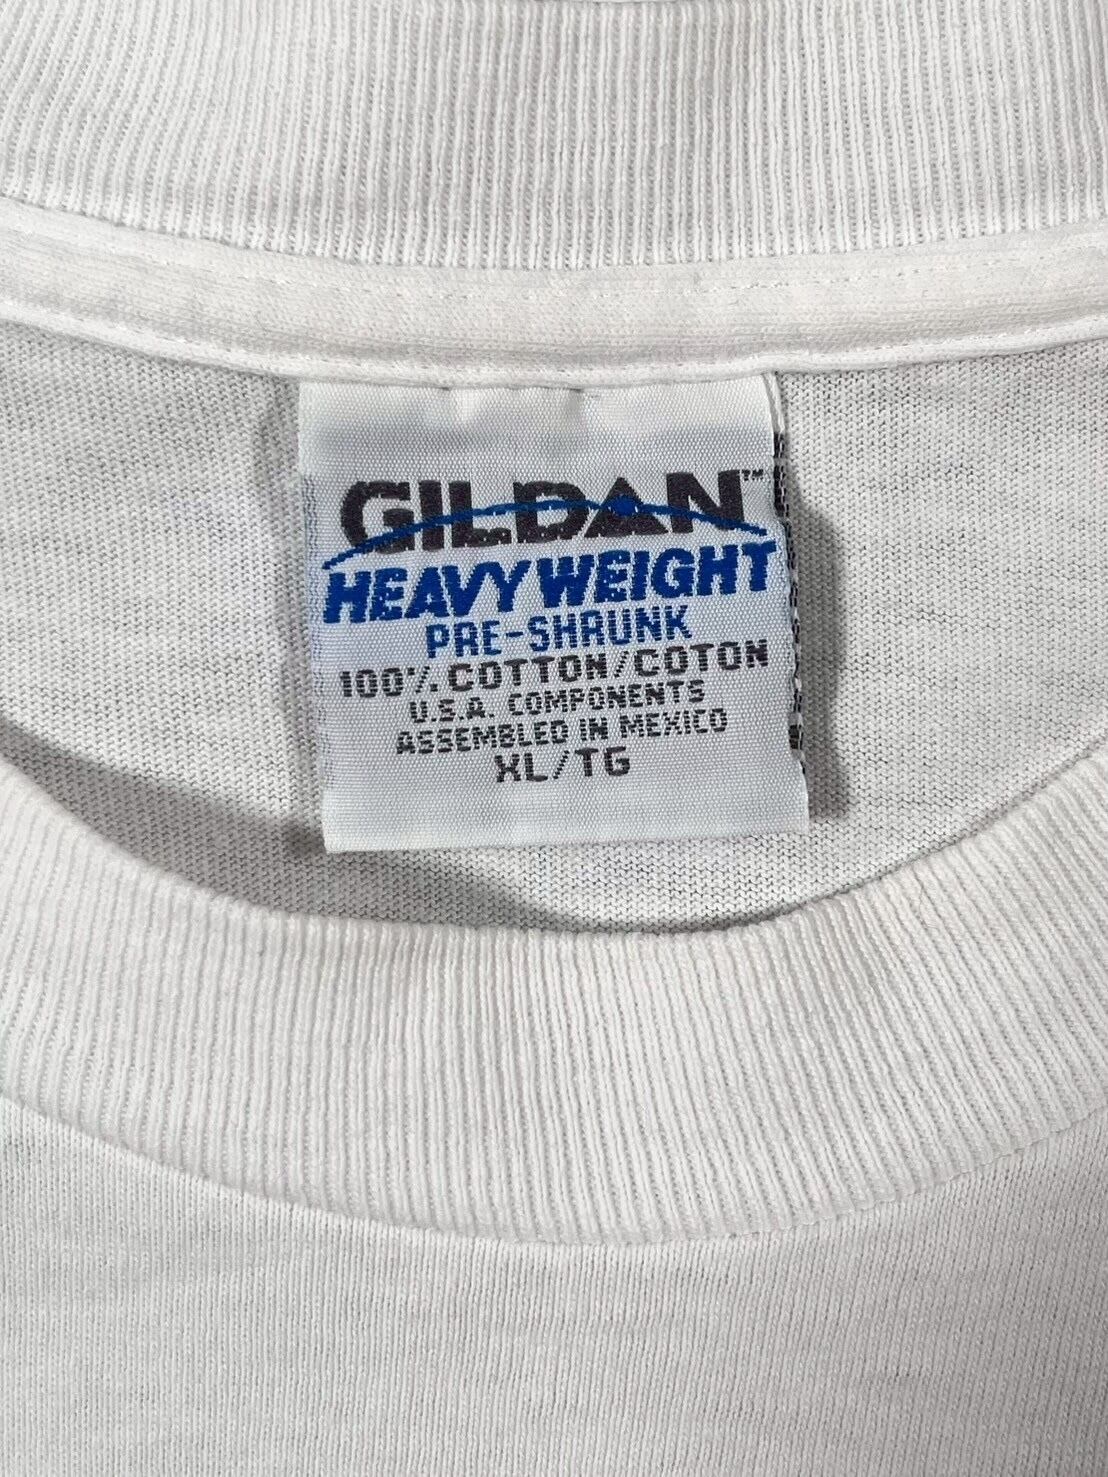 GILDAN™
HEAVYWEIGHT
PRE-SHRUNK
100% COTTON/COTON
U.S.A. COMPONENTS
ASSEMBLED IN MEXICO
XL/TG